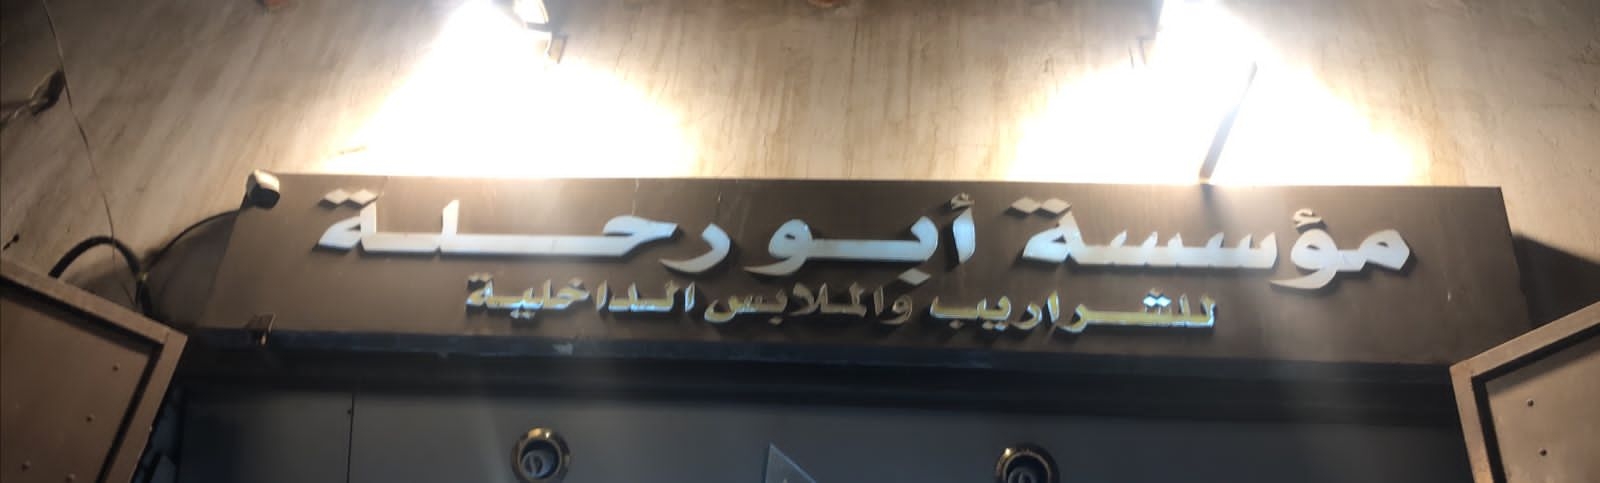 مؤسسة أبو رحلة
للشراريب والملابس الداخلية